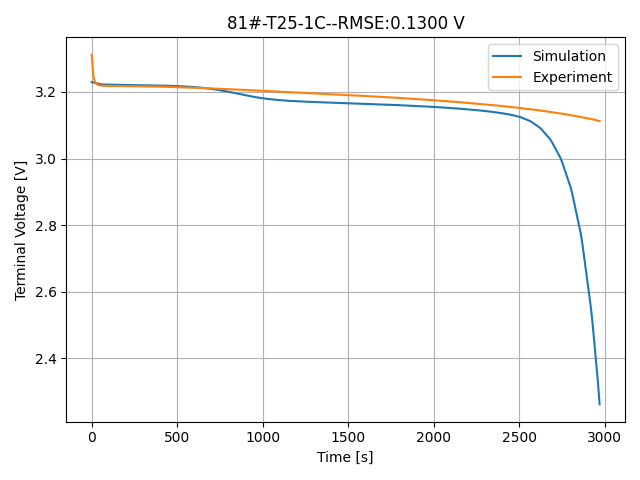 81#-T25-1C--RMSE:0.1300 V
Simulation
Experiment
Terminal Voltage [V]
3.2
3.0
2.8
2.6
2.4
0 500 1000 1500 2000 2500 3000
Time [s]